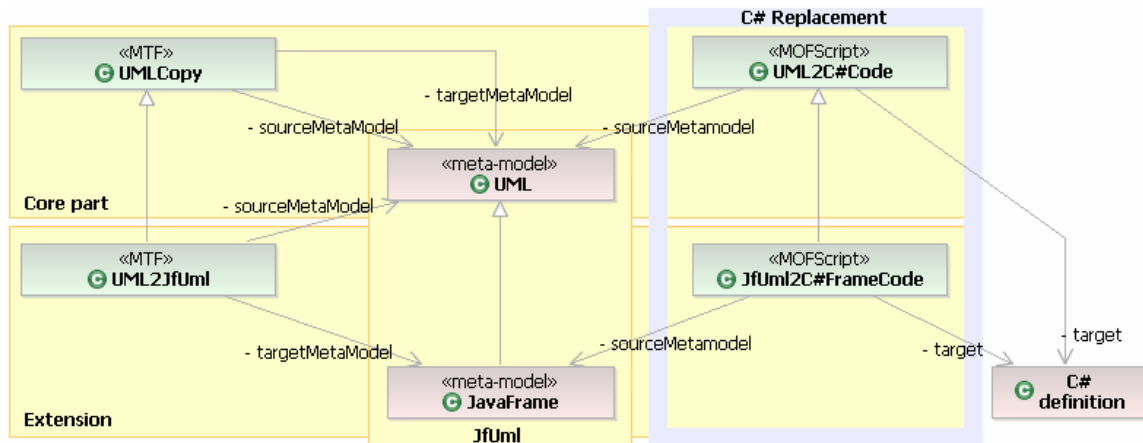 C# Replacement
«MTF»
UMLCopy
«MOFScript»
UML2C#Code
- targetMetaModel
- sourceMetaModel
- sourceMetamodel
«meta-model»
UML
Core part
- sourceMetaModel
«MTF»
UML2JfUml
«MOFScript»
JfUml2C#FrameCode
- targetMetaModel
- sourceMetamodel
- target
- target
«meta-model»
JavaFrame
C#
definition
Extension
JfUml